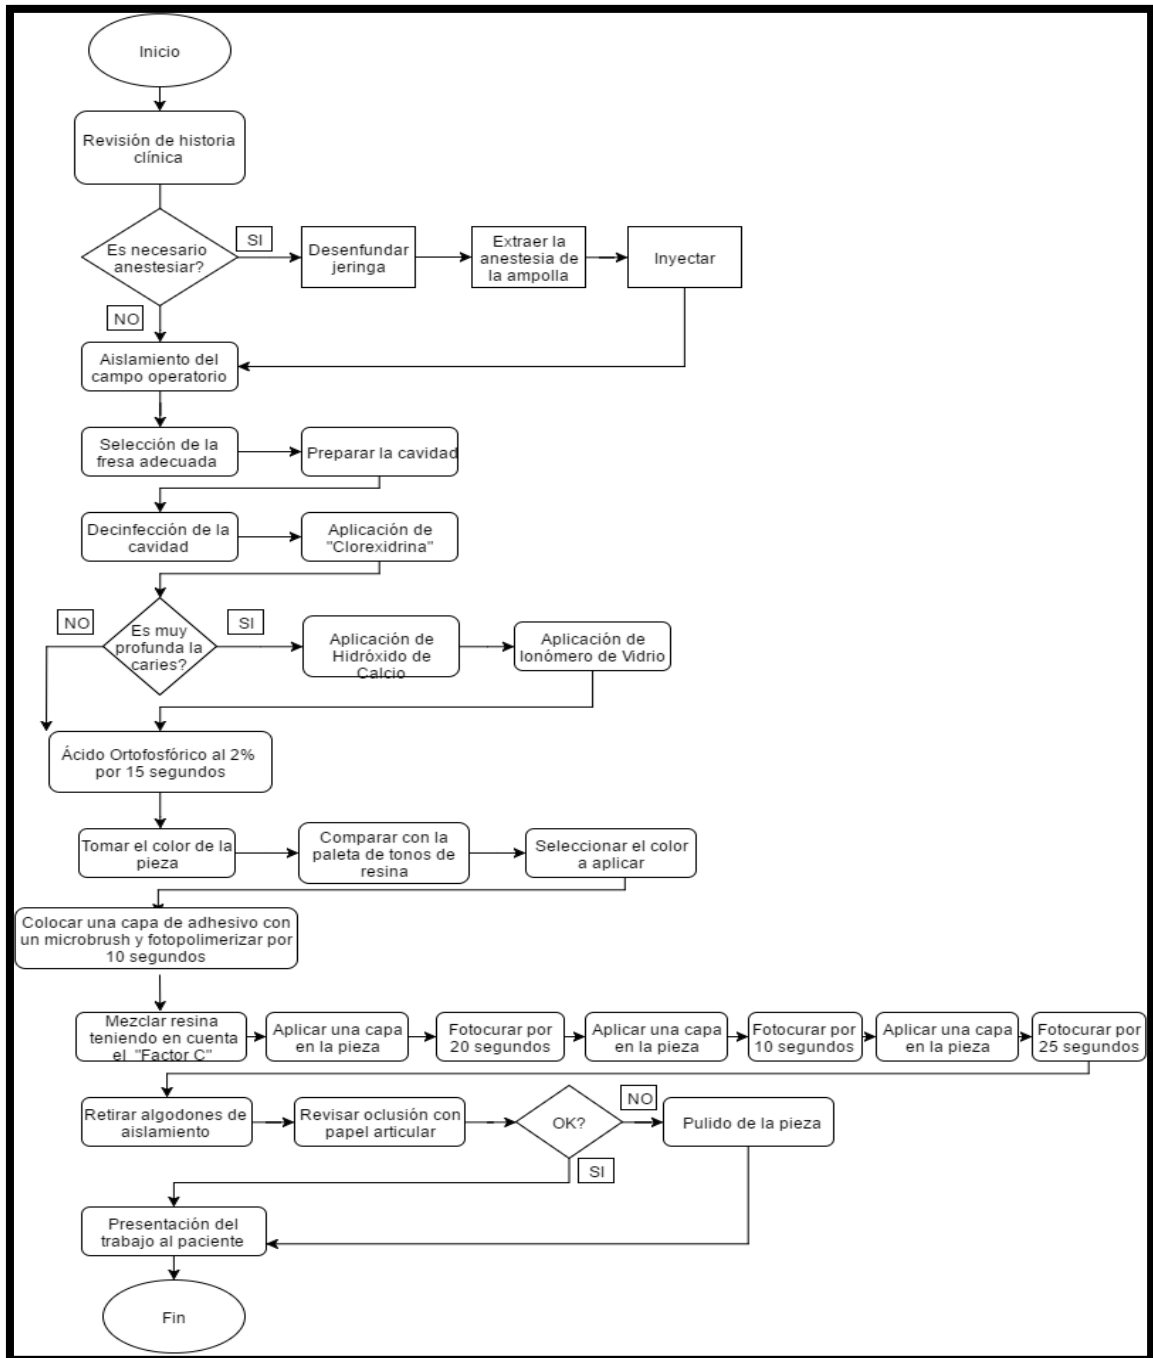 Inicio
Revisión de historia
clínica
Es necesario
anestesiar?
SI
Desenfundar
jeringa
Extraer la
anestesia de
la ampolla
Inyectar
NO
Aislamiento del
campo operatorio
Selección de la
fresa adecuada
Preparar la cavidad
Decinfección de la
cavidad
Aplicación de
"Clorexidrina"
NO
Es muy
profunda la
caries?
SI
Aplicación de
Hidróxido de
Calcio
Aplicación de
Ionómero de Vidrio
Ácido Ortofosfórico al 2%
por 15 segundos
Tomar el color de la
pieza
Comparar con la
paleta de tonos de
resina
Seleccionar el color
a aplicar
Colocar una capa de adhesivo con
un microbrush y fotopolimerizar por
10 segundos
Mezclar resina
teniendo en cuenta
el "Factor C"
Aplicar una capa
en la pieza
Fotocurar por
20 segundos
Aplicar una capa
en la pieza
Fotocurar por
10 segundos
Aplicar una capa
en la pieza
Fotocurar por
25 segundos
Retirar algodones de
aislamiento
Revisar oclusión con
papel articular
OK?
NO
Pulido de la pieza
SI
Presentación del
trabajo al paciente
Fin